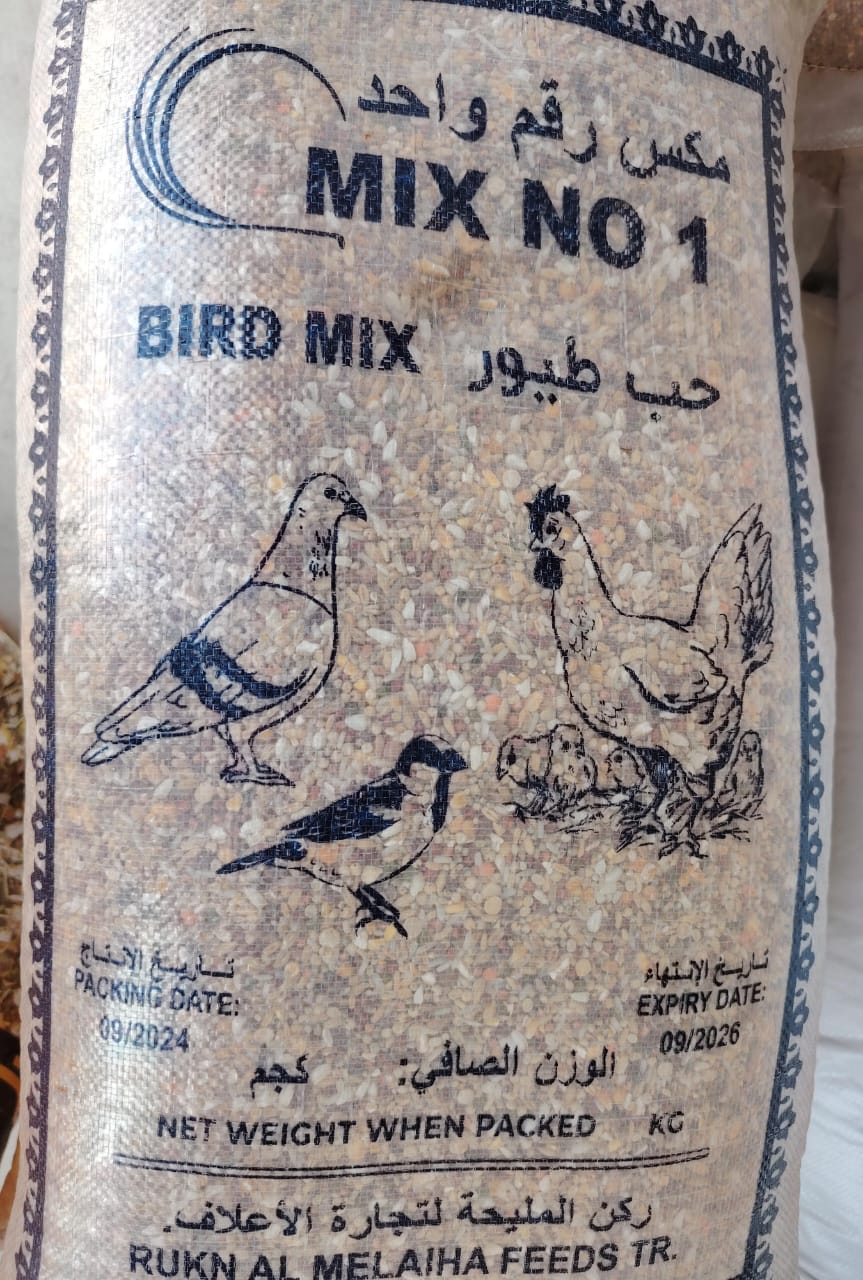 مكس رقم واحد
MIX NO 1
BIRD MIX حب طيور
تاريخ الانتاج
PACKING DATE:
09/2024
تاريخ الإنتهاء
EXPIRY DATE:
09/2026
الوزن الصافي: كجم
NET WEIGHT WHEN PACKED KG
ركن المليحة لتجارة الأعلاف.
RUKN AL MELAIHA FEEDS TR.